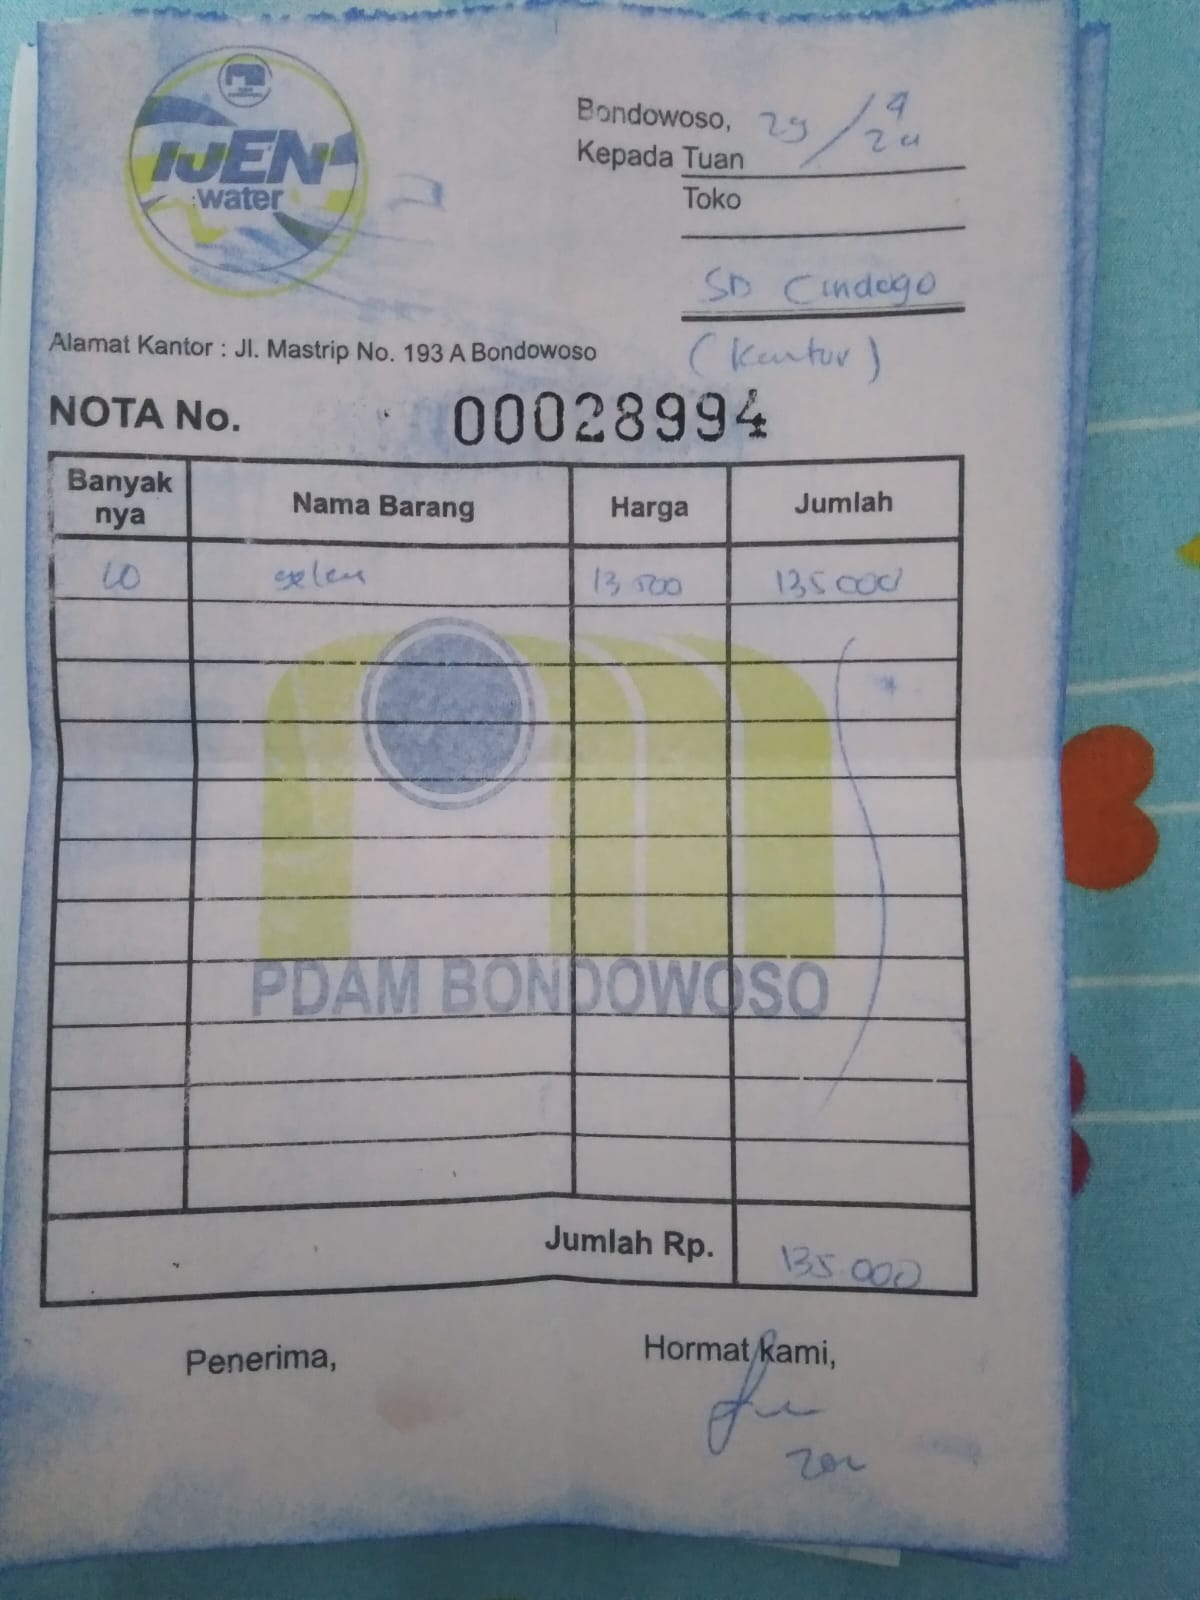 IJEN
water
Bondowoso, 29/4 24
Kepada Tuan
Toko
SD Cindogo
(Kantor)
Alamat Kantor : Jl. Mastrip No. 193 A Bondowoso
NOTA No. 00028994
Banyak nya Nama Barang Harga Jumlah
10 gelas 13.500 135.000
PDAM BONDOWOSO
Jumlah Rp. 135.000
Penerima, Hormat kami,